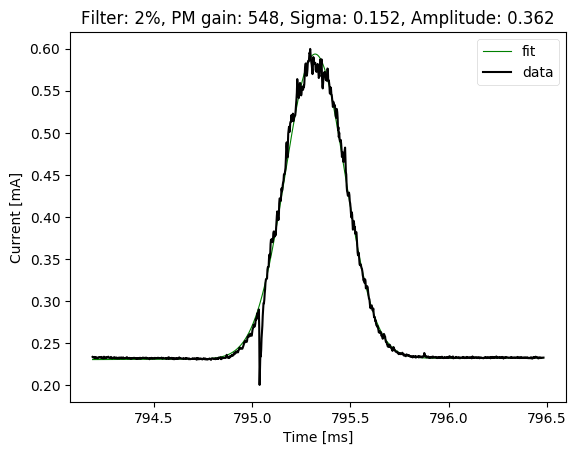 Filter: 2%, PM gain: 548, Sigma: 0.152, Amplitude: 0.362
fit
data
0.60
0.55
0.50
0.45
0.40
0.35
0.30
0.25
0.20
Current [mA]
794.5
795.0
795.5
796.0
796.5
Time [ms]